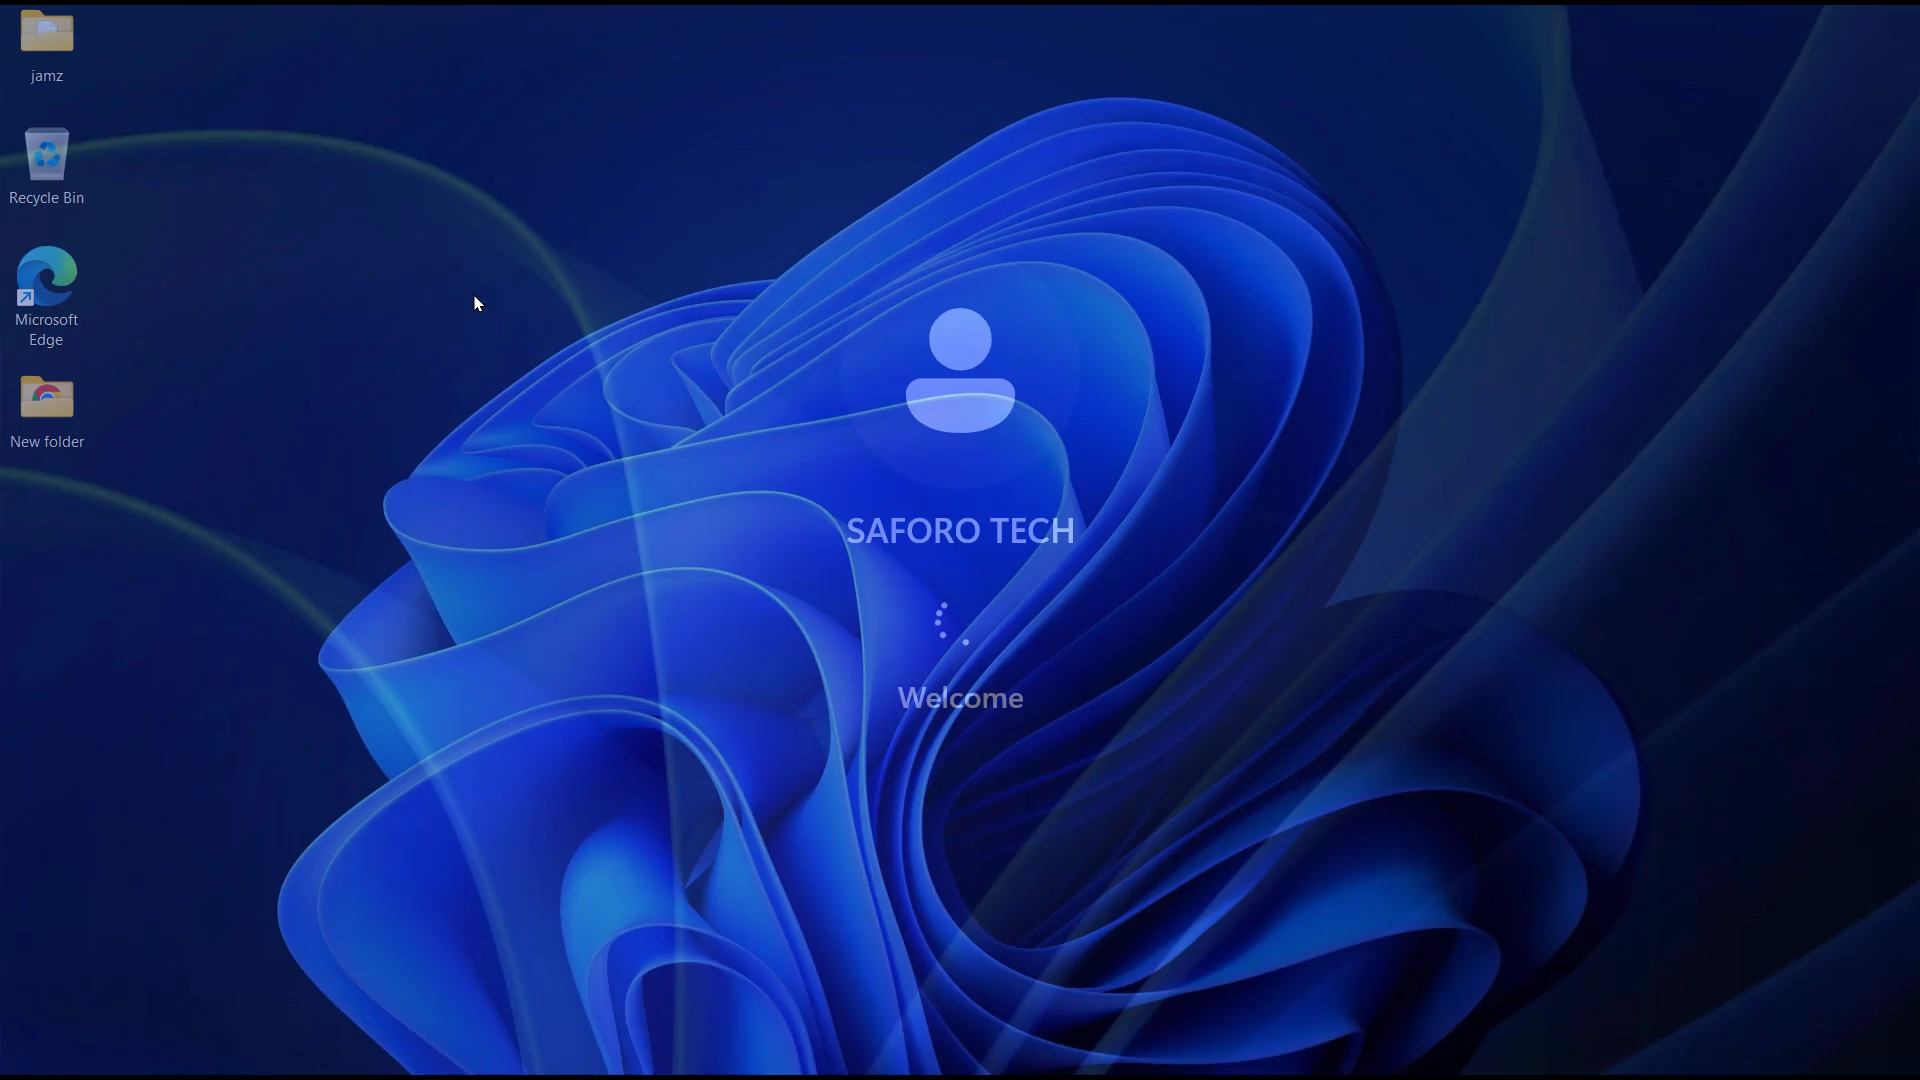 jamz
Recycle Bin
Microsoft
Edge
New folder
SAFORO TECH
Welcome